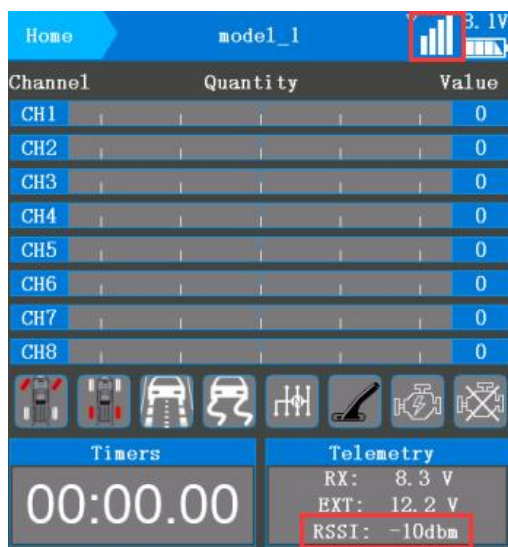 Home model_1 8.1V
Channel Quantity Value
CH1 0
CH2 0
CH3 0
CH4 0
CH5 0
CH6 0
CH7 0
CH8 0
Timers
00:00.00
Telemetry
RX: 8.3 V
EXT: 12.2 V
RSSI: -10dbm